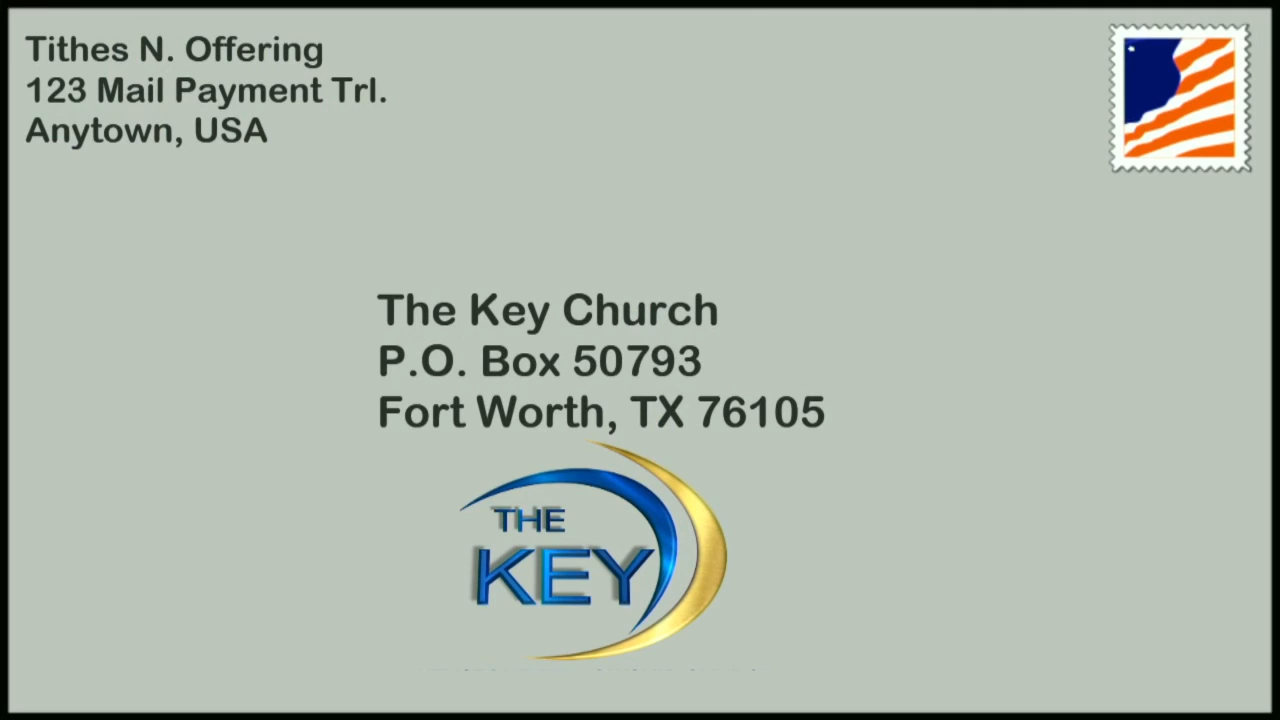 Tithes N. Offering
123 Mail Payment Trl.
Anytown, USA
The Key Church
P.O. Box 50793
Fort Worth, TX 76105
THE
KEY